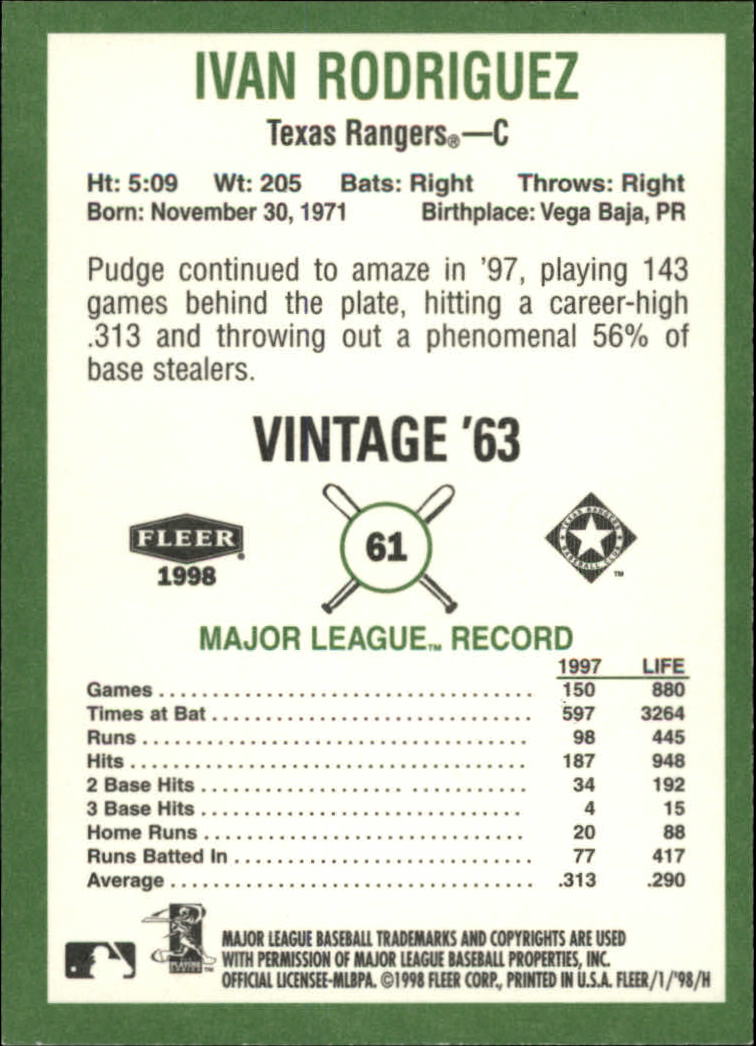 IVAN RODRIGUEZ
Texas Rangers®—C
Ht: 5:09 Wt: 205 Bats: Right Throws: Right
Born: November 30, 1971 Birthplace: Vega Baja, PR
Pudge continued to amaze in '97, playing 143
games behind the plate, hitting a career-high
.313 and throwing out a phenomenal 56% of
base stealers.
VINTAGE '63
FLEER®
1998
61
TEXAS RANGERS
BASEBALL CLUB
™
MAJOR LEAGUE™ RECORD
1997 LIFE
Games 150 880
Times at Bat 597 3264
Runs 98 445
Hits 187 948
2 Base Hits 34 192
3 Base Hits 4 15
Home Runs 20 88
Runs Batted In 77 417
Average .313 .290
MAJOR LEAGUE BASEBALL TRADEMARKS AND COPYRIGHTS ARE USED
WITH PERMISSION OF MAJOR LEAGUE BASEBALL PROPERTIES, INC.
OFFICIAL LICENSEE-MLBPA. ©1998 FLEER CORP., PRINTED IN U.S.A. FLEER/1/'98/H